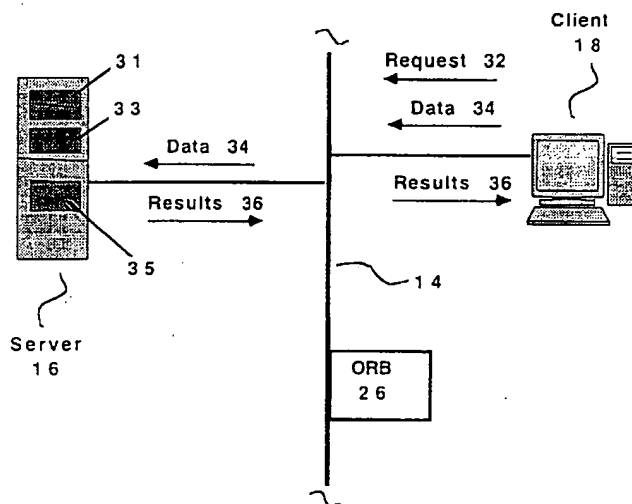 Client
18
31
33
Request 32
Data 34
Data 34
Results 36
Results 36
35
14
Server
16
ORB
26